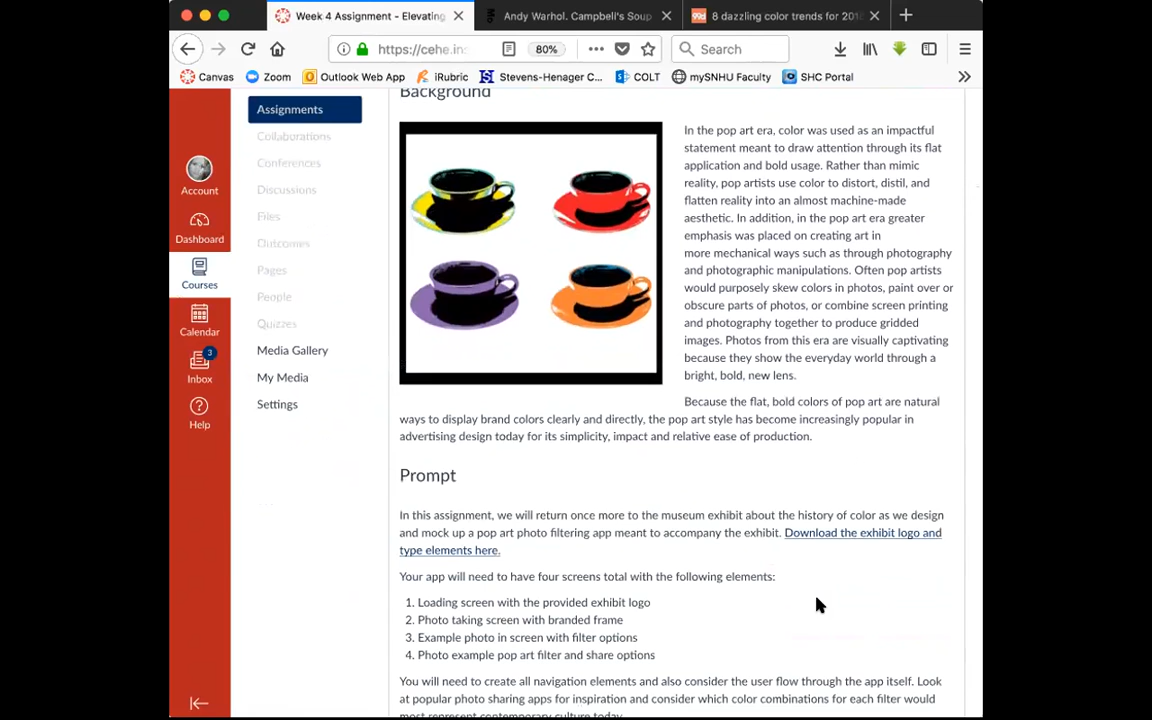 Week 4 Assignment - Elevating
Andy Warhol. Campbell's Soup
99d 8 dazzling color trends for 2018
https://cehe.in
80%
Search
Canvas
Zoom
Outlook Web App
iRubric
Stevens-Henager C...
COLT
mySNHU Faculty
SHC Portal
Account
Dashboard
Courses
Calendar
3
Inbox
Help
Assignments
Collaborations
Conferences
Discussions
Files
Outcomes
Pages
People
Quizzes
Media Gallery
My Media
Settings
Background
In the pop art era, color was used as an impactful
statement meant to draw attention through its flat
application and bold usage. Rather than mimic
reality, pop artists use color to distort, distil, and
flatten reality into an almost machine-made
aesthetic. In addition, in the pop art era greater
emphasis was placed on creating art in
more mechanical ways such as through photography
and photographic manipulations. Often pop artists
would purposely skew colors in photos, paint over or
obscure parts of photos, or combine screen printing
and photography together to produce gridded
images. Photos from this era are visually captivating
because they show the everyday world through a
bright, bold, new lens.
Because the flat, bold colors of pop art are natural
ways to display brand colors clearly and directly, the pop art style has become increasingly popular in
advertising design today for its simplicity, impact and relative ease of production.
Prompt
In this assignment, we will return once more to the museum exhibit about the history of color as we design
and mock up a pop art photo filtering app meant to accompany the exhibit. Download the exhibit logo and
type elements here.
Your app will need to have four screens total with the following elements:
1. Loading screen with the provided exhibit logo
2. Photo taking screen with branded frame
3. Example photo in screen with filter options
4. Photo example pop art filter and share options
You will need to create all navigation elements and also consider the user flow through the app itself. Look
at popular photo sharing apps for inspiration and consider which color combinations for each filter would
most represent contemporary culture today.